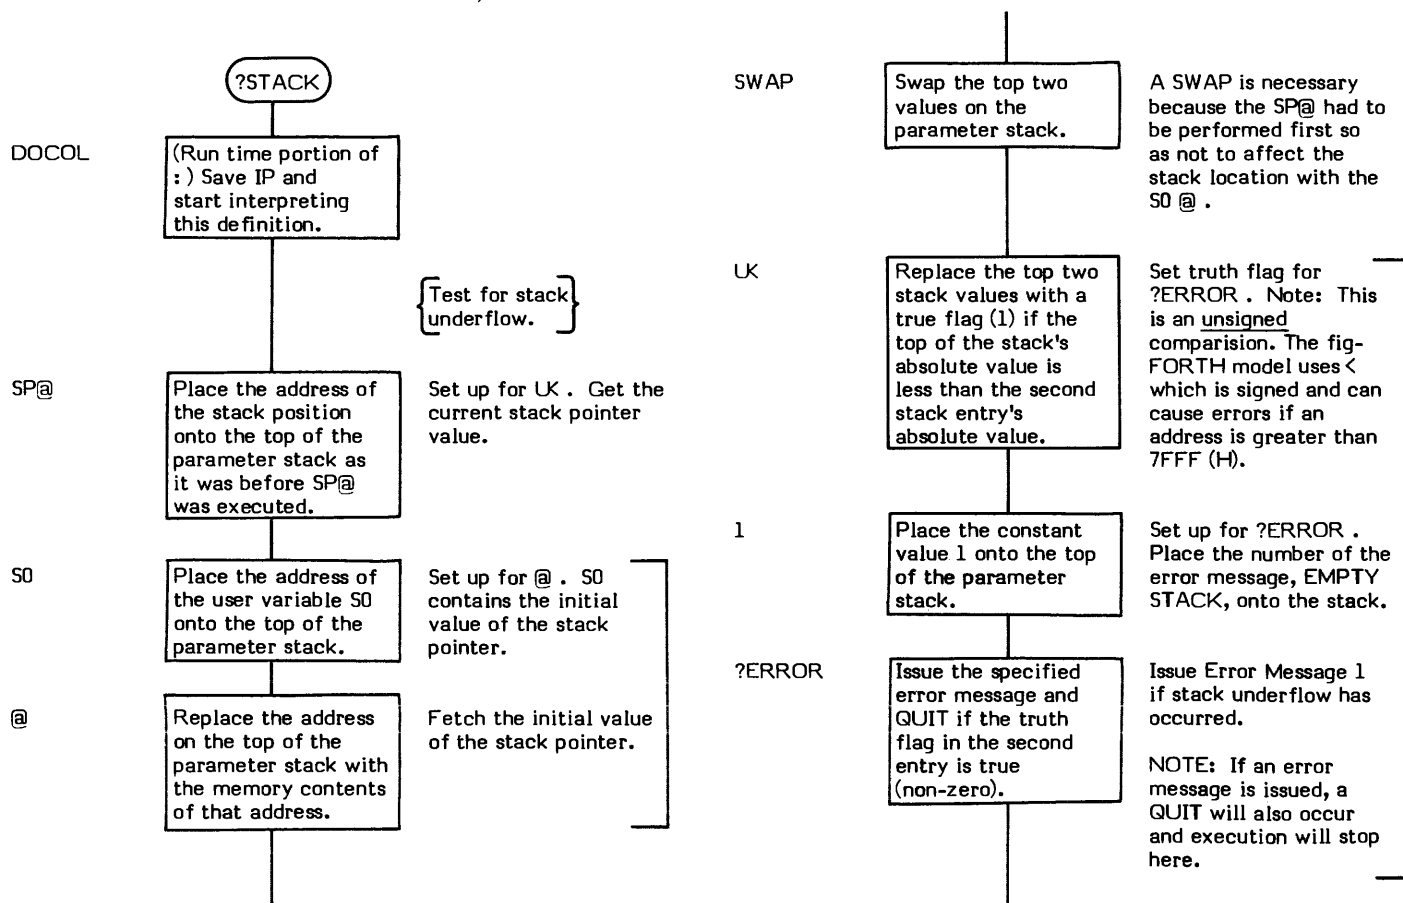 ?STACK
DOCOL
(Run time portion of
: ) Save IP and
start interpreting
this definition.
Test for stack
underflow.
SP@
Place the address of
the stack position
onto the top of the
parameter stack as
it was before SP@
was executed.
Set up for U< . Get the
current stack pointer
value.
S0
Place the address of
the user variable S0
onto the top of the
parameter stack.
Set up for @ . S0
contains the initial
value of the stack
pointer.
@
Replace the address
on the top of the
parameter stack with
the memory contents
of that address.
Fetch the initial value
of the stack pointer.
SWAP
Swap the top two
values on the
parameter stack.
A SWAP is necessary
because the SP@ had to
be performed first so
as not to affect the
stack location with the
S0 @ .
U<
Replace the top two
stack values with a
true flag (1) if the
top of the stack's
absolute value is
less than the second
stack entry's
absolute value.
Set truth flag for
?ERROR . Note: This
is an unsigned
comparision. The fig-
FORTH model uses <
which is signed and can
cause errors if an
address is greater than
7FFF (H).
1
Place the constant
value 1 onto the top
of the parameter
stack.
Set up for ?ERROR .
Place the number of the
error message, EMPTY
STACK, onto the stack.
?ERROR
Issue the specified
error message and
QUIT if the truth
flag in the second
entry is true
(non-zero).
Issue Error Message 1
if stack underflow has
occurred.
NOTE: If an error
message is issued, a
QUIT will also occur
and execution will stop
here.